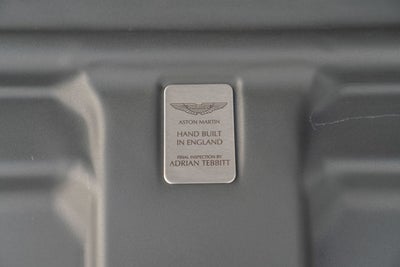 ASTON MARTIN
HAND BUILT
IN ENGLAND
FINAL INSPECTION BY
ADRIAN TEBBITT